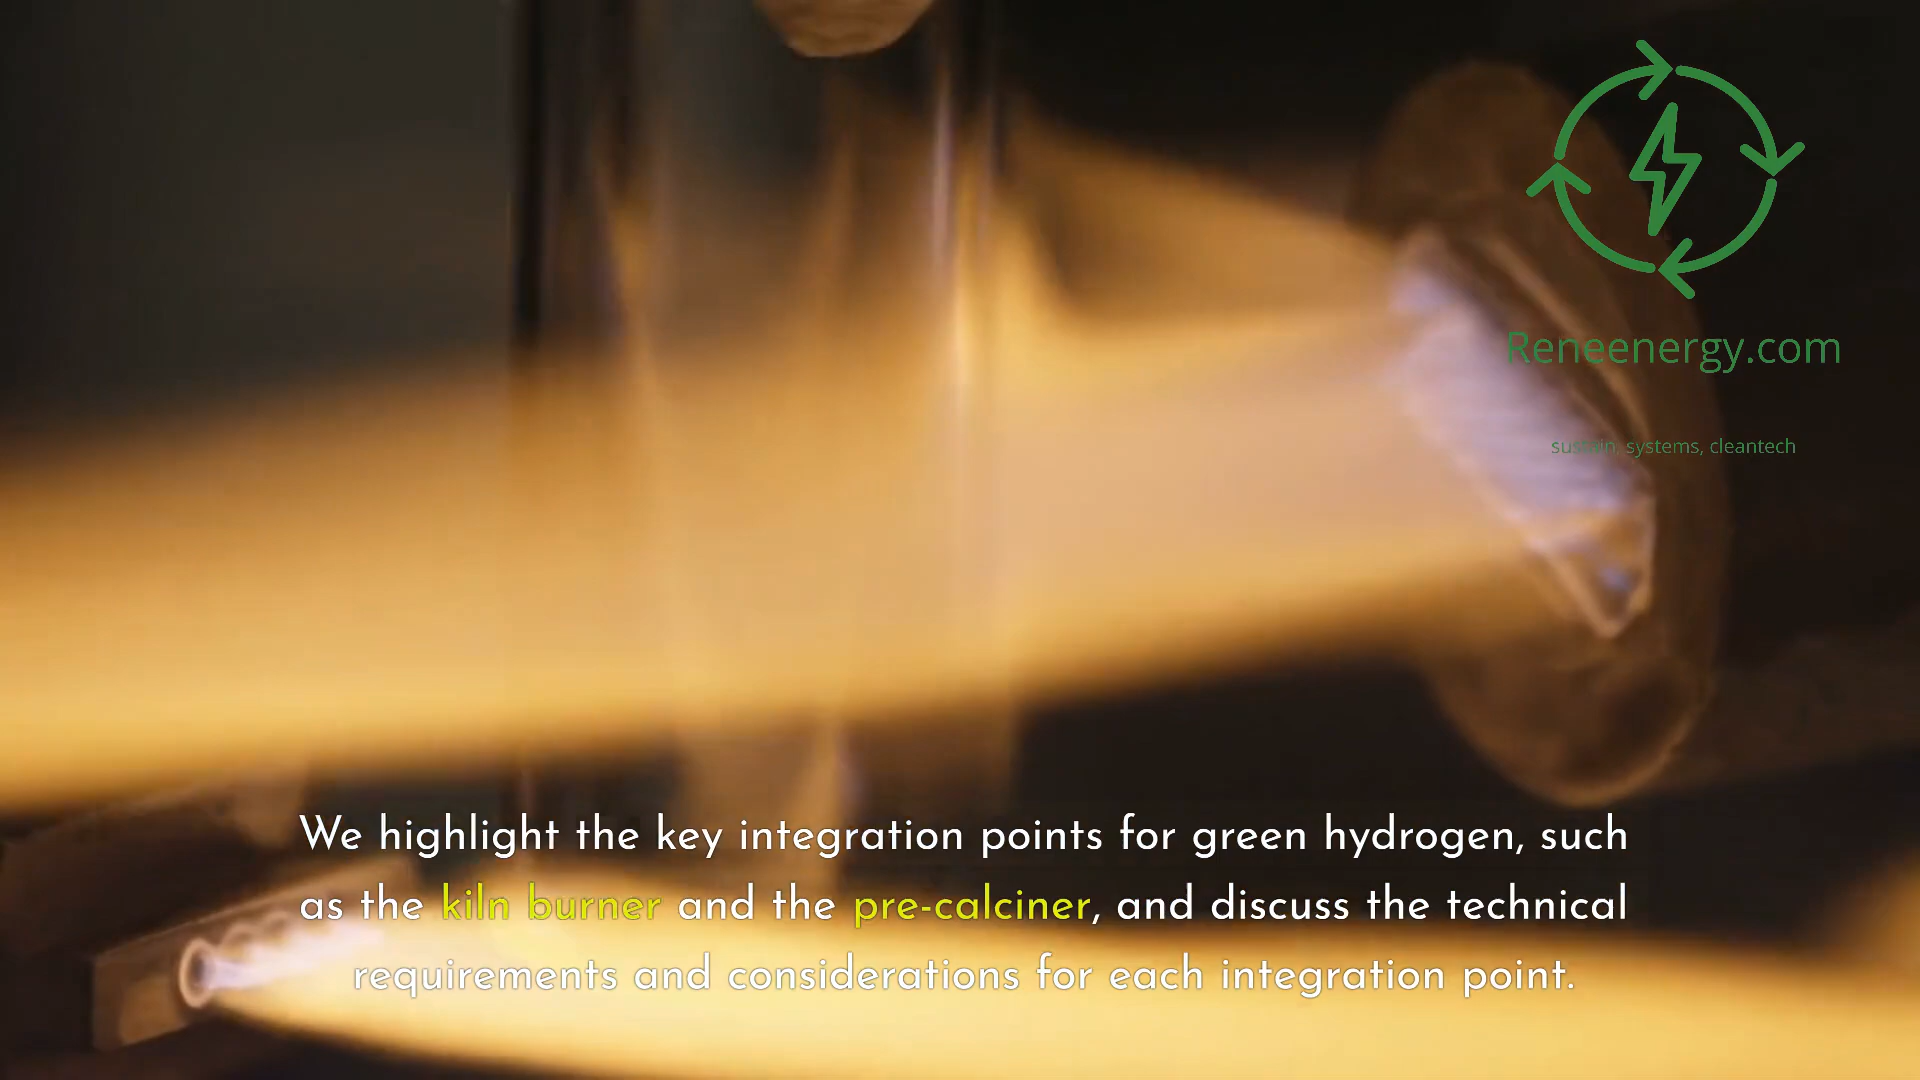 Reneenergy.com
sustain, systems, cleantech
We highlight the key integration points for green hydrogen, such
as the kiln burner and the pre-calciner, and discuss the technical
requirements and considerations for each integration point.